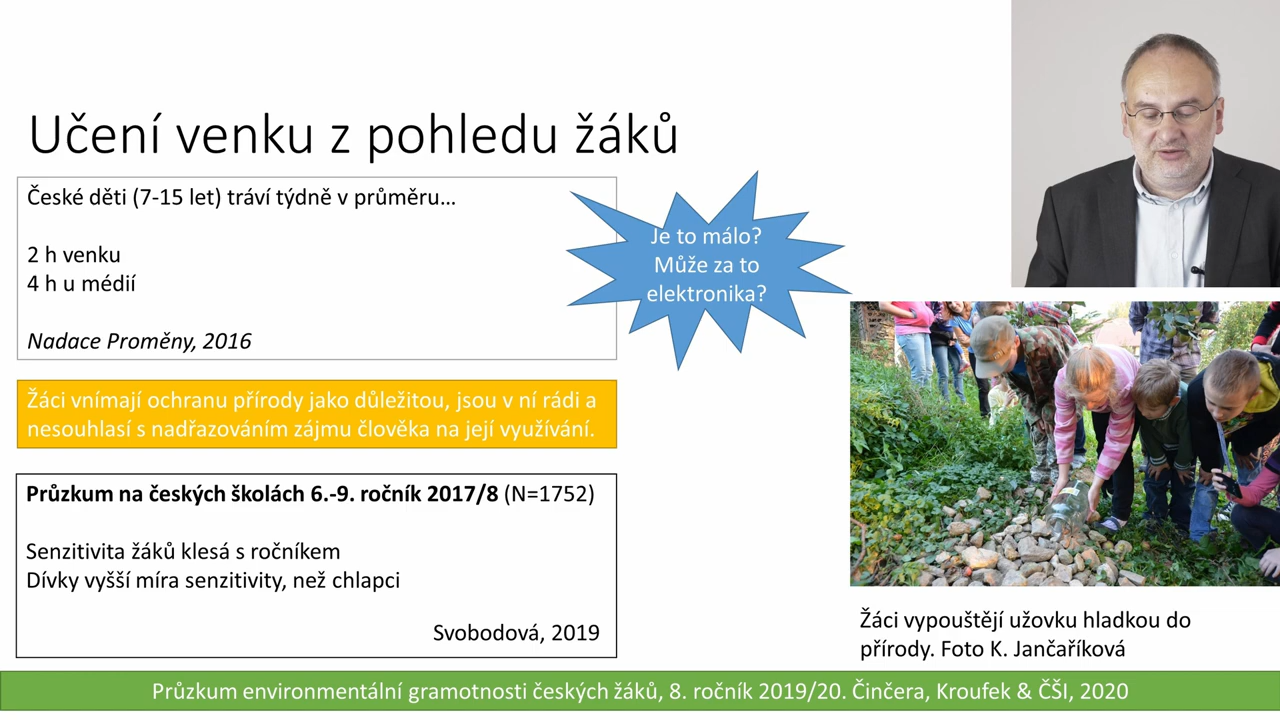 Učení venku z pohledu žáků
České děti (7-15 let) tráví týdně v průměru…
2 h venku
4 h u médií
Nadace Proměny, 2016
Je to málo?
Může za to
elektronika?
Žáci vnímají ochranu přírody jako důležitou, jsou v ní rádi a
nesouhlasí s nadřazováním zájmu člověka na její využívání.
Průzkum na českých školách 6.-9. ročník 2017/8 (N=1752)
Senzitivita žáků klesá s ročníkem
Dívky vyšší míra senzitivity, než chlapci
Svobodová, 2019
Žáci vypouštějí užovku hladkou do
přírody. Foto K. Jančaříková
Průzkum environmentální gramotnosti českých žáků, 8. ročník 2019/20. Činčera, Kroufek & ČŠI, 2020